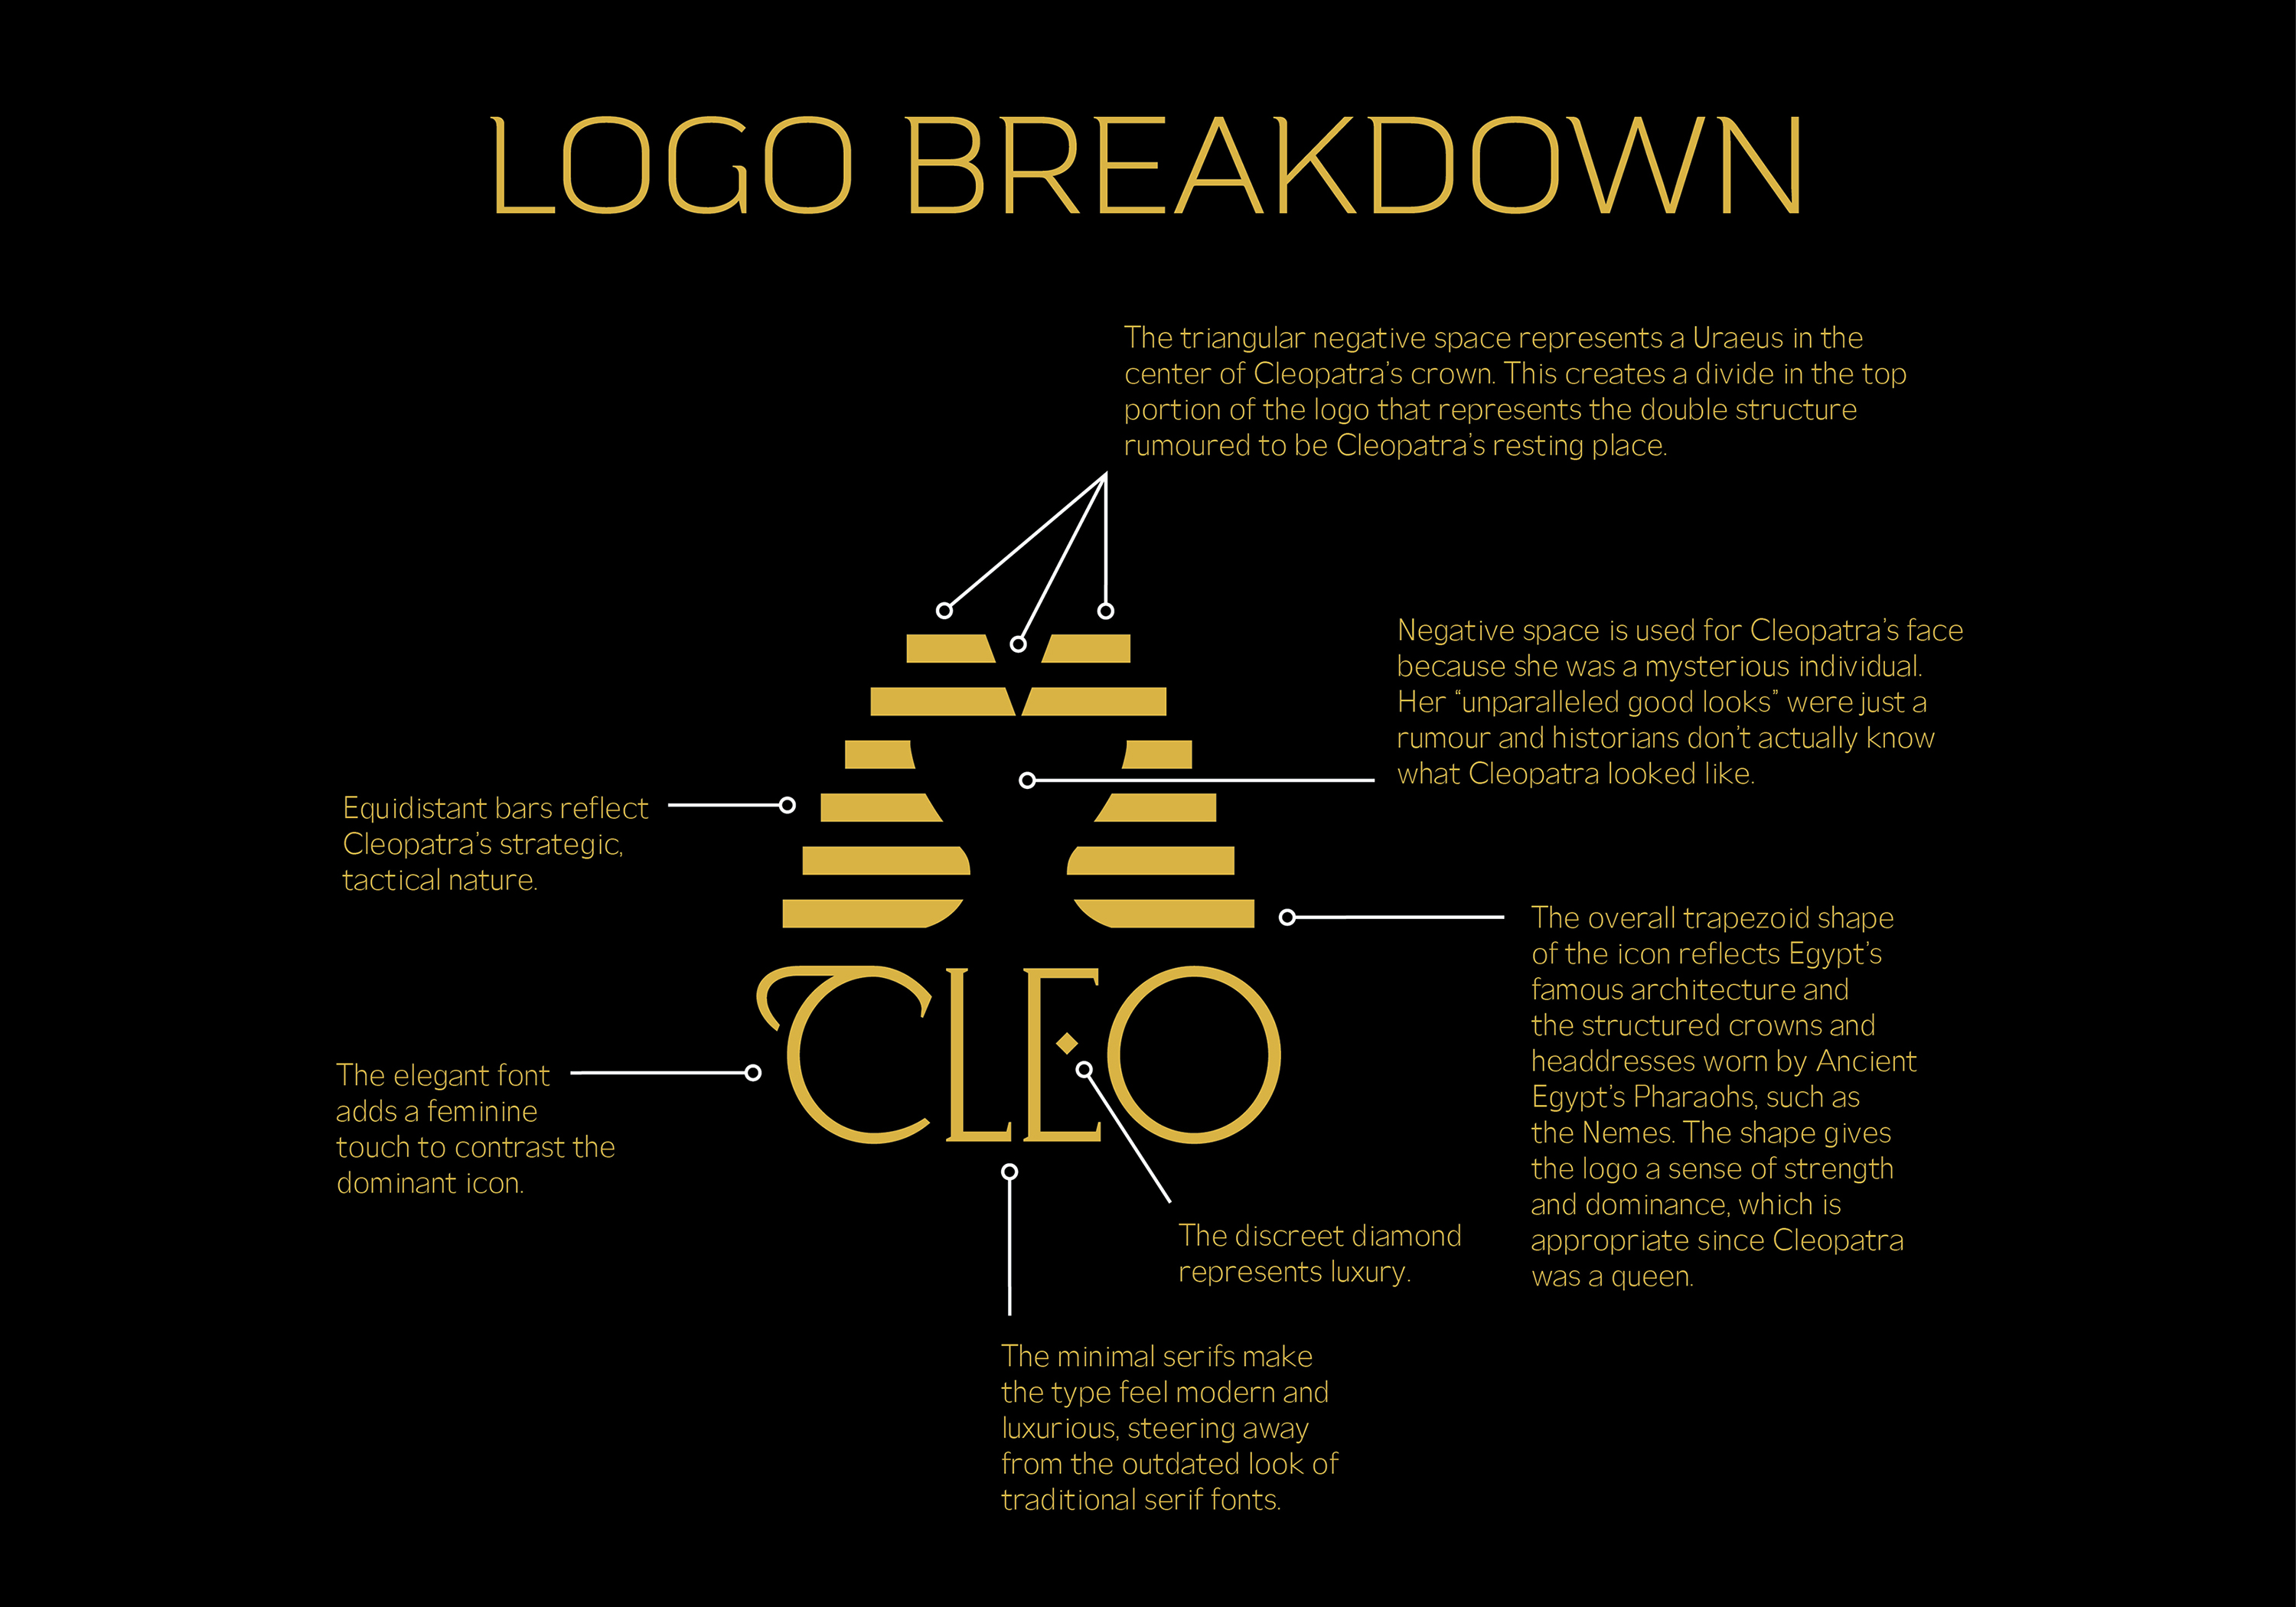 LOGO BREAKDOWN
The triangular negative space represents a Uraeus in the
center of Cleopatra's crown. This creates a divide in the top
portion of the logo that represents the double structure
rumoured to be Cleopatra's resting place.
Negative space is used for Cleopatra's face
because she was a mysterious individual.
Her “unparalleled good looks” were just a
rumour and historians don't actually know
what Cleopatra looked like.
Equidistant bars reflect
Cleopatra's strategic,
tactical nature.
The overall trapezoid shape
of the icon reflects Egypt's
famous architecture and
the structured crowns and
headdresses worn by Ancient
Egypt's Pharaohs, such as
the Nemes. The shape gives
the logo a sense of strength
and dominance, which is
appropriate since Cleopatra
was a queen.
CLEO
The elegant font
adds a feminine
touch to contrast the
dominant icon.
The discreet diamond
represents luxury.
The minimal serifs make
the type feel modern and
luxurious, steering away
from the outdated look of
traditional serif fonts.